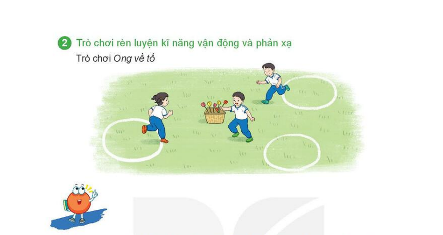 2 Trò chơi rèn luyện kĩ năng vận động và phản xạ
Trò chơi Ong về tổ